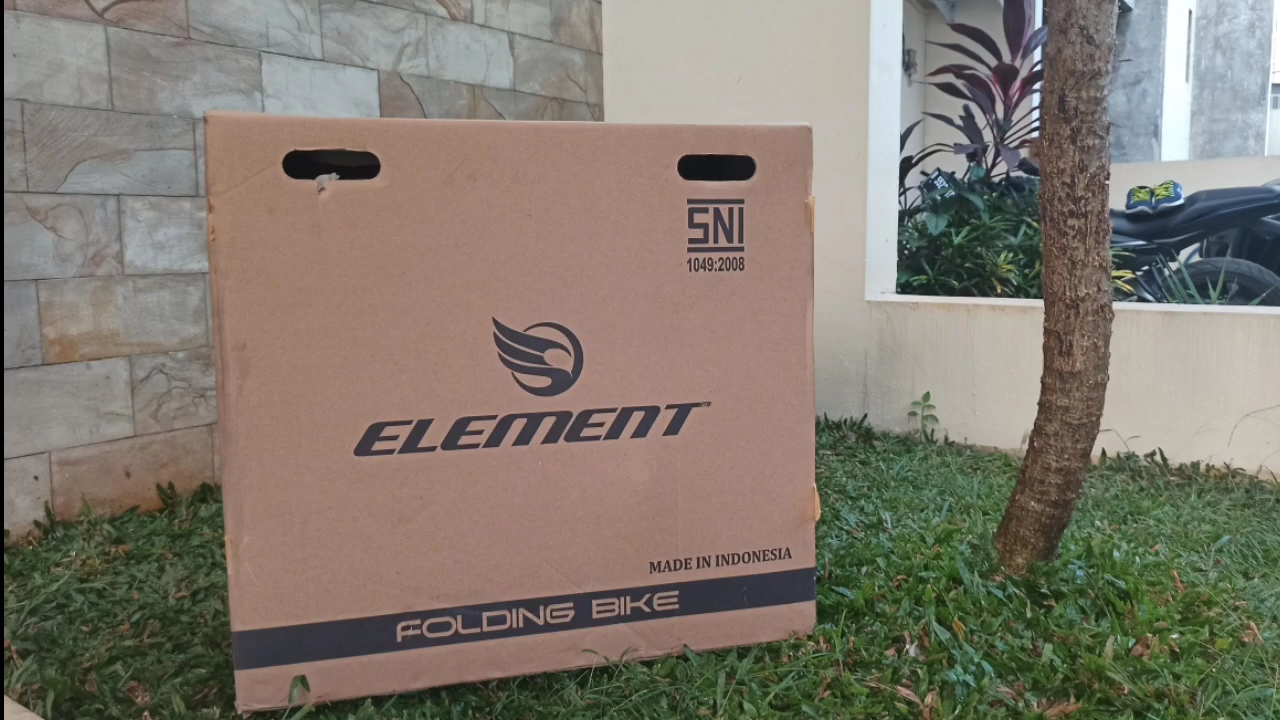 SNI
1049:2008
ELEMENT
MADE IN INDONESIA
FOLDING BIKE